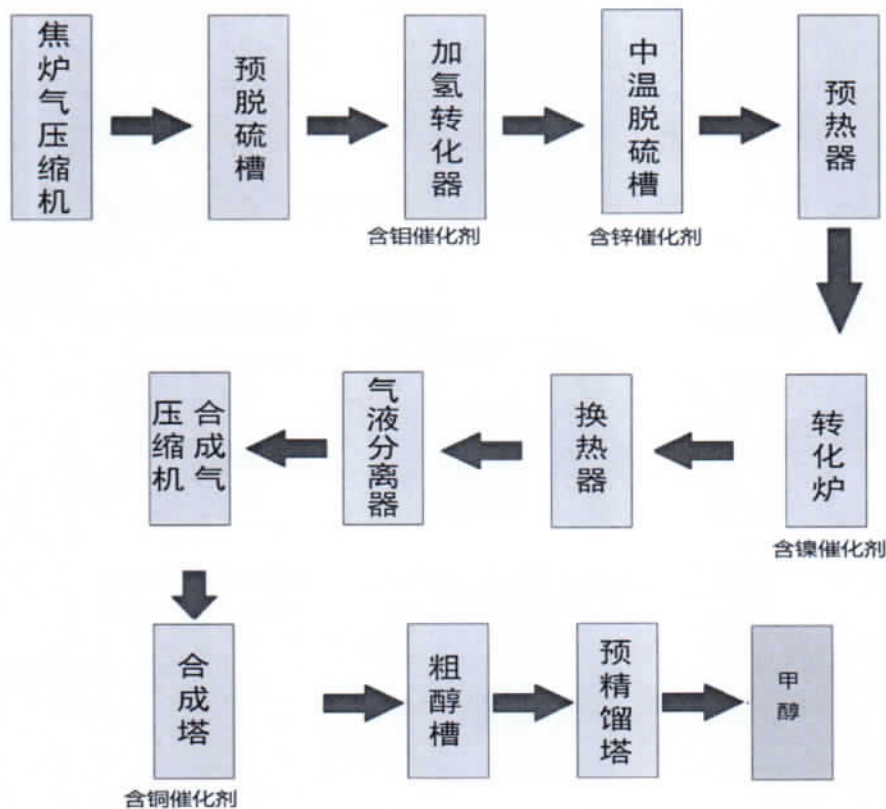 焦炉气压缩机
预脱硫槽
加氢转化器
含钼催化剂
中温脱硫槽
含锌催化剂
预热器
转化炉
含镍催化剂
换热器
气液分离器
合成气
压缩机
合成塔
含铜催化剂
粗醇槽
预精馏塔
甲醇